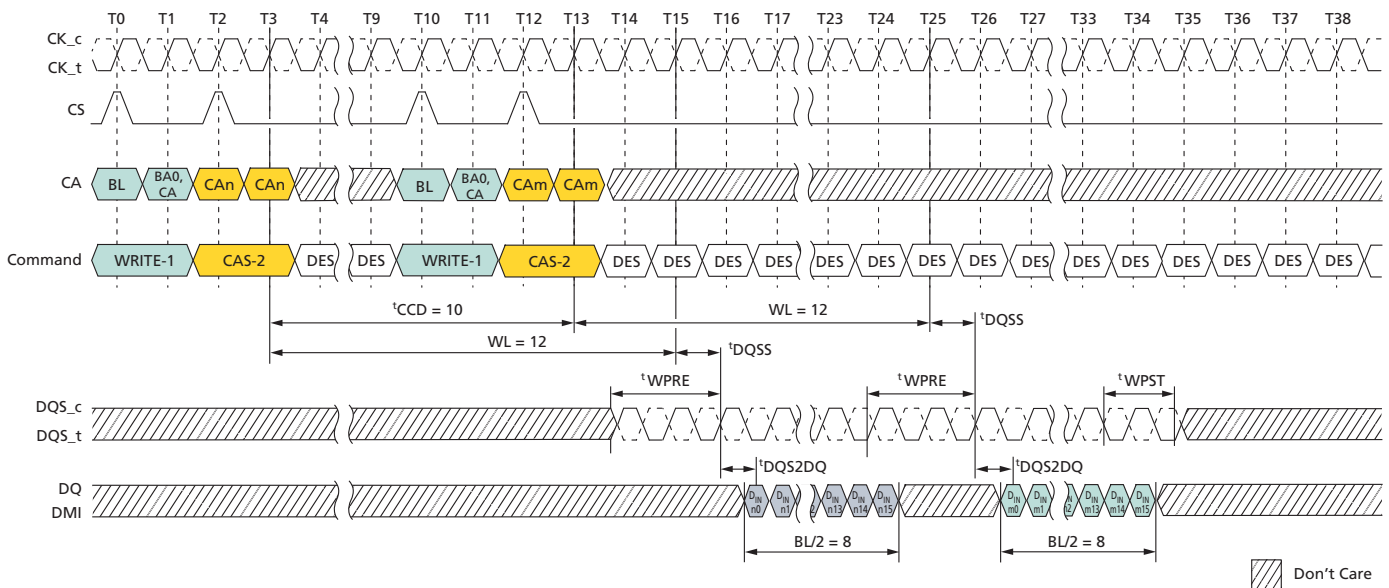 T0 T1 T2 T3 T4 T9 T10 T11 T12 T13 T14 T15 T16 T17 T23 T24 T25 T26 T27 T33 T34 T35 T36 T37 T38
CK_c
CK_t
CS
CA BL BA0, CA CAn CAn BL BA0, CA CAm CAm
Command WRITE-1 CAS-2 DES DES WRITE-1 CAS-2 DES DES DES DES DES DES DES DES DES DES DES DES DES DES DES
tCCD = 10 WL = 12 tDQSS
WL = 12 tDQSS
tWPRE tWPRE tWPST
DQS_c
DQS_t
tDQS2DQ tDQS2DQ
DQ DIN n0 DIN n1 DIN n13 DIN n14 DIN n15 DIN m0 DIN m1 DIN m13 DIN m14 DIN m15
DMI
BL/2 = 8 BL/2 = 8
Don't Care